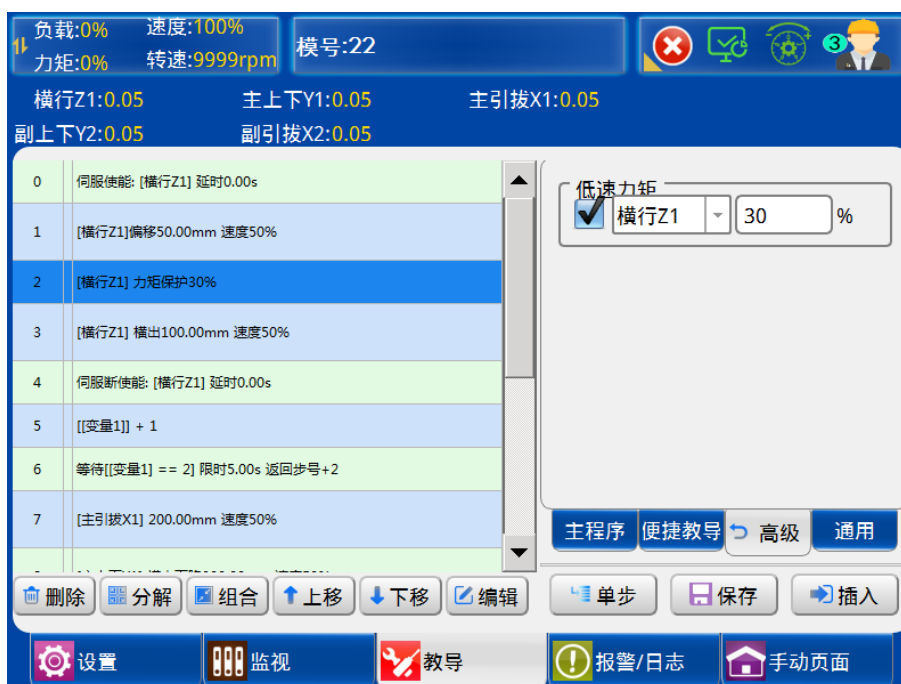 负载:0% 速度:100%
力矩:0% 转速:9999rpm
模号:22
3
横行Z1:0.05 主上下Y1:0.05 主引拔X1:0.05
副上下Y2:0.05 副引拔X2:0.05
0 伺服使能: [横行Z1] 延时0.00s
1 [横行Z1]偏移50.00mm 速度50%
2 [横行Z1] 力矩保护30%
3 [横行Z1] 横出100.00mm 速度50%
4 伺服断使能: [横行Z1] 延时0.00s
5 [[变量1]] + 1
6 等待[[变量1] == 2] 限时5.00s 返回步号+2
7 [主引拔X1] 200.00mm 速度50%
低速力矩
横行Z1 30 %
主程序 便捷教导 高级 通用
删除 分解 组合 上移 下移 编辑 单步 保存 插入
设置 监视 教导 报警/日志 手动页面